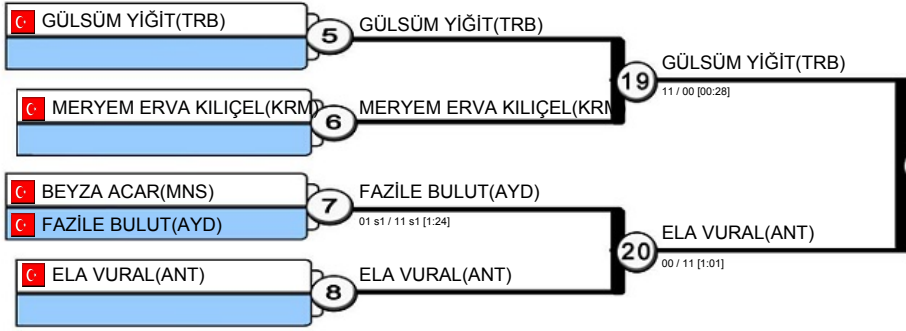 GÜLSÜM YİĞİT(TRB)
5
GÜLSÜM YİĞİT(TRB)
19
GÜLSÜM YİĞİT(TRB)
11 / 00 [00:28]
MERYEM ERVA KILIÇEL(KRM)
6
MERYEM ERVA KILIÇEL(KRM
BEYZA ACAR(MNS)
7
FAZİLE BULUT(AYD)
FAZİLE BULUT(AYD)
01 s1 / 11 s1 [1:24]
20
ELA VURAL(ANT)
00 / 11 [1:01]
ELA VURAL(ANT)
8
ELA VURAL(ANT)